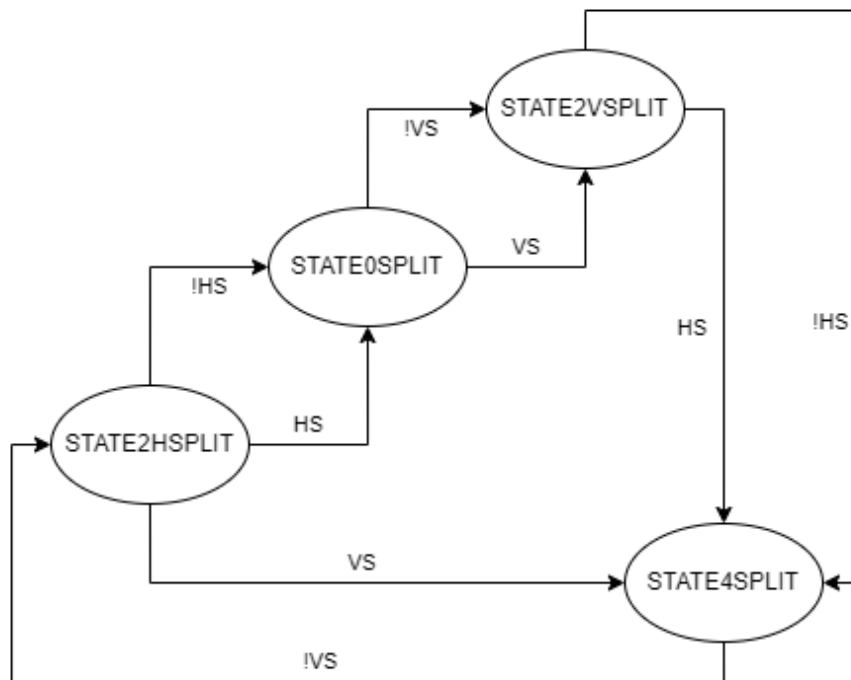 STATE2VSPLIT
!VS
STATE0SPLIT
VS
!HS
HS
!HS
STATE2HSPLIT
HS
VS
STATE4SPLIT
!VS